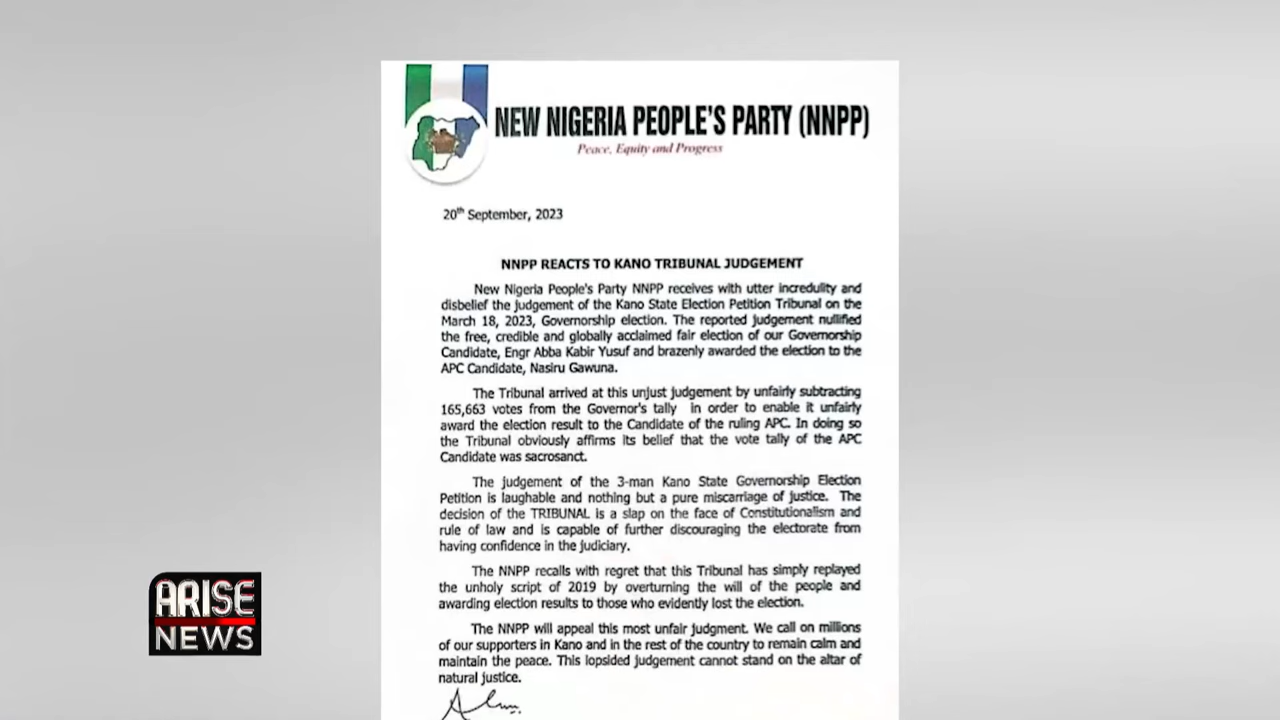 NEW NIGERIA PEOPLE'S PARTY (NNPP)
Peace, Equity and Progress
20th September, 2023
NNPP REACTS TO KANO TRIBUNAL JUDGEMENT
New Nigeria People's Party NNPP receives with utter incredulity and
disbelief the judgement of the Kano State Election Petition Tribunal on the
March 18, 2023, Governorship election. The reported judgement nullified
the free, credible and globally acclaimed fair election of our Governorship
Candidate, Engr Abba Kabir Yusuf and brazenly awarded the election to the
APC Candidate, Nasiru Gawuna.
The Tribunal arrived at this unjust judgement by unfairly subtracting
165,663 votes from the Governor's tally in order to enable it unfairly
award the election result to the Candidate of the ruling APC. In doing so
the Tribunal obviously affirms its belief that the vote tally of the APC
Candidate was sacrosanct.
The judgement of the 3-man Kano State Governorship Election
Petition is laughable and nothing but a pure miscarriage of justice. The
decision of the TRIBUNAL is a slap on the face of Constitutionalism and
rule of law and is capable of further discouraging the electorate from
having confidence in the judiciary.
The NNPP recalls with regret that this Tribunal has simply replayed
the unholy script of 2019 by overturning the will of the people and
awarding election results to those who evidently lost the election.
The NNPP will appeal this most unfair judgment. We call on millions
of our supporters in Kano and in the rest of the country to remain calm and
maintain the peace. This lopsided judgement cannot stand on the altar of
natural justice.
ARISE
NEWS